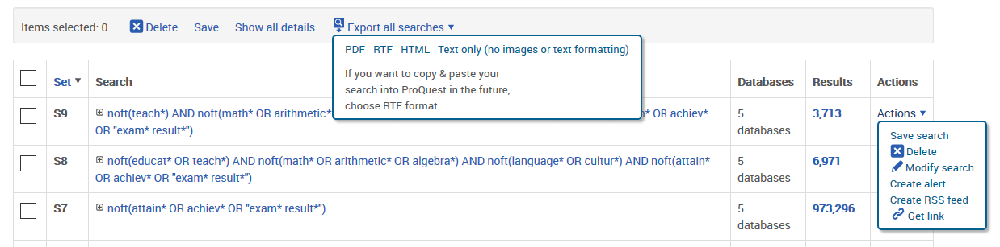 Items selected: 0 Delete Save Show all details Export all searches
PDF RTF HTML Text only (no images or text formatting)
If you want to copy & paste your
search into ProQuest in the future,
choose RTF format.
Set Search Databases Results Actions
S9 noft(teach*) AND noft(math* OR arithmetic* * OR achiev* 5 3,713 Actions
OR "exam* result*") databases
Save search
Delete
Modify search
Create alert
Create RSS feed
Get link
S8 noft(educat* OR teach*) AND noft(math* OR arithmetic* OR algebra*) AND noft(language* OR cultur*) AND noft(attain* 5 6,971
OR achiev* OR "exam* result*") databases
S7 noft(attain* OR achiev* OR "exam* result*") 5 973,296
databases